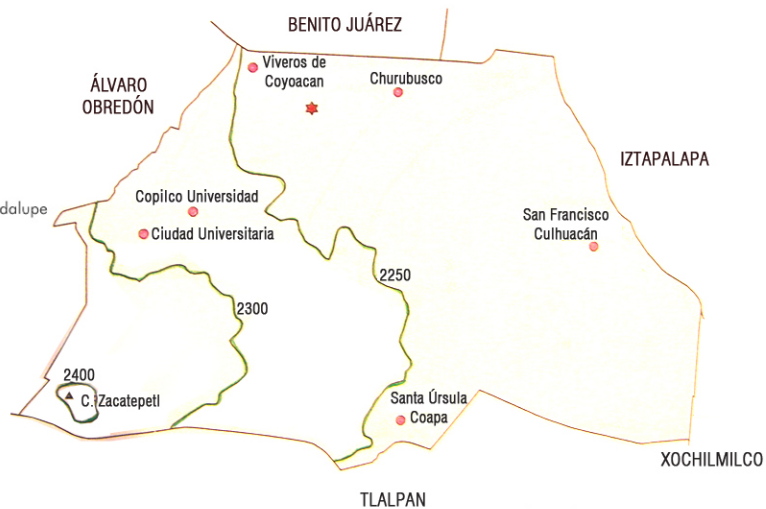 BENITO JUÁREZ
Viveros de
Coyoacan
Churubusco
ÁLVARO
OBREDÓN
IZTAPALAPA
Copilco Universidad
dalupe
San Francisco
Culhuacán
Ciudad Universitaria
2250
2300
2400
C. Zacatepetl
Santa Úrsula
Coapa
XOCHILMILCO
TLALPAN